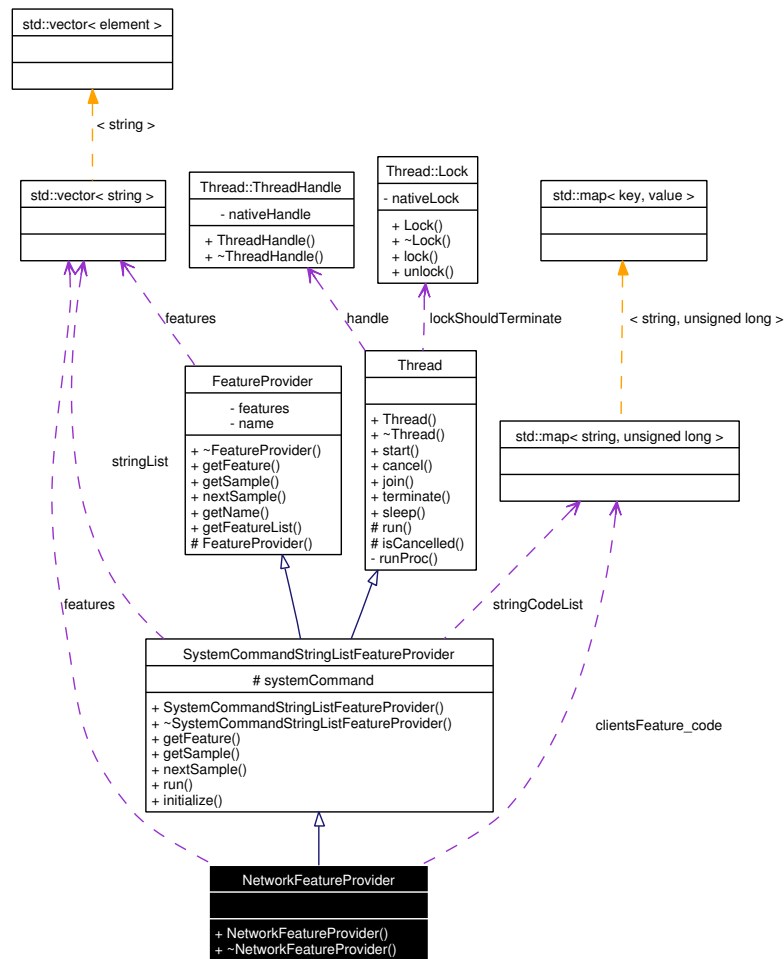 std::vector< element >
< string >
std::vector< string >
Thread::ThreadHandle
- nativeHandle
+ ThreadHandle()
+ ~ThreadHandle()
Thread::Lock
- nativeLock
+ Lock()
+ ~Lock()
+ lock()
+ unlock()
std::map< key, value >
features
handle
lockShouldTerminate
< string, unsigned long >
FeatureProvider
- features
- name
+ ~FeatureProvider()
+ getFeature()
+ getSample()
+ nextSample()
+ getName()
+ getFeatureList()
# FeatureProvider()
Thread
+ Thread()
+ ~Thread()
+ start()
+ cancel()
+ join()
+ terminate()
+ sleep()
# run()
# isCancelled()
- runProc()
std::map< string, unsigned long >
stringList
features
stringCodeList
SystemCommandStringListFeatureProvider
# systemCommand
+ SystemCommandStringListFeatureProvider()
+ ~SystemCommandStringListFeatureProvider()
+ getFeature()
+ getSample()
+ nextSample()
+ run()
+ initialize()
clientsFeature_code
NetworkFeatureProvider
+ NetworkFeatureProvider()
+ ~NetworkFeatureProvider()